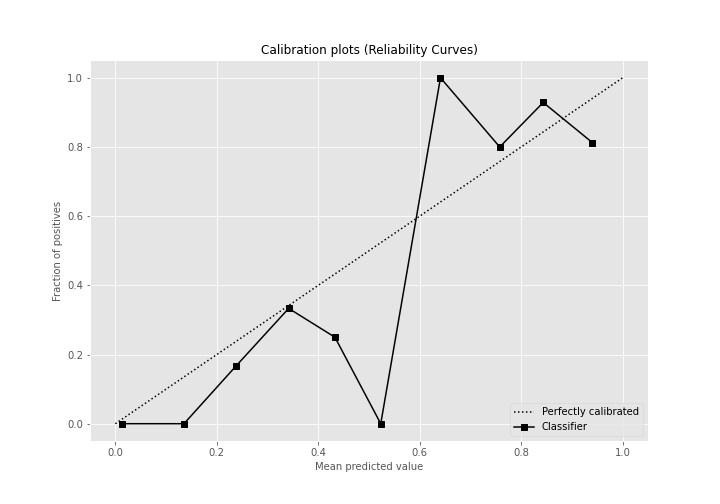 Calibration plots (Reliability Curves)
1.0
0.8
0.6
0.4
0.2
0.0
Fraction of positives
0.0 0.2 0.4 0.6 0.8 1.0
Mean predicted value
Perfectly calibrated
Classifier